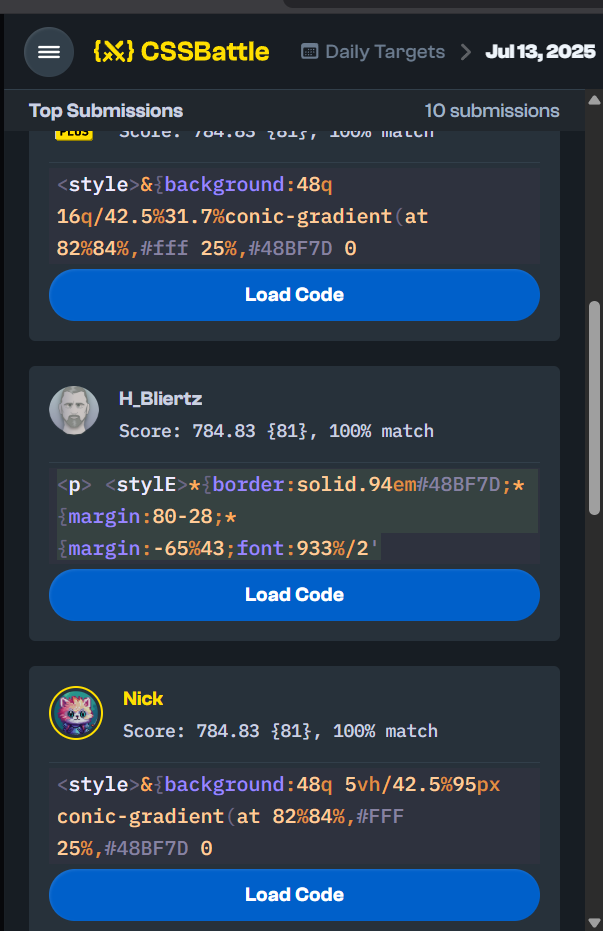 {X} CSSBattle
Daily Targets > Jul 13, 2025
Top Submissions 10 submissions
PLUS Score: 784.83 {81}, 100% match
<style>&{background:48q
16q/42.5%31.7%conic-gradient(at
82%84%,#fff 25%,#48BF7D 0
Load Code
H_Bliertz
Score: 784.83 {81}, 100% match
<p> <stylE>*{border:solid.94em#48BF7D;*
{margin:80-28;*
{margin:-65%43;font:933%/2'
Load Code
Nick
Score: 784.83 {81}, 100% match
<style>&{background:48q 5vh/42.5%95px
conic-gradient(at 82%84%,#FFF
25%,#48BF7D 0
Load Code